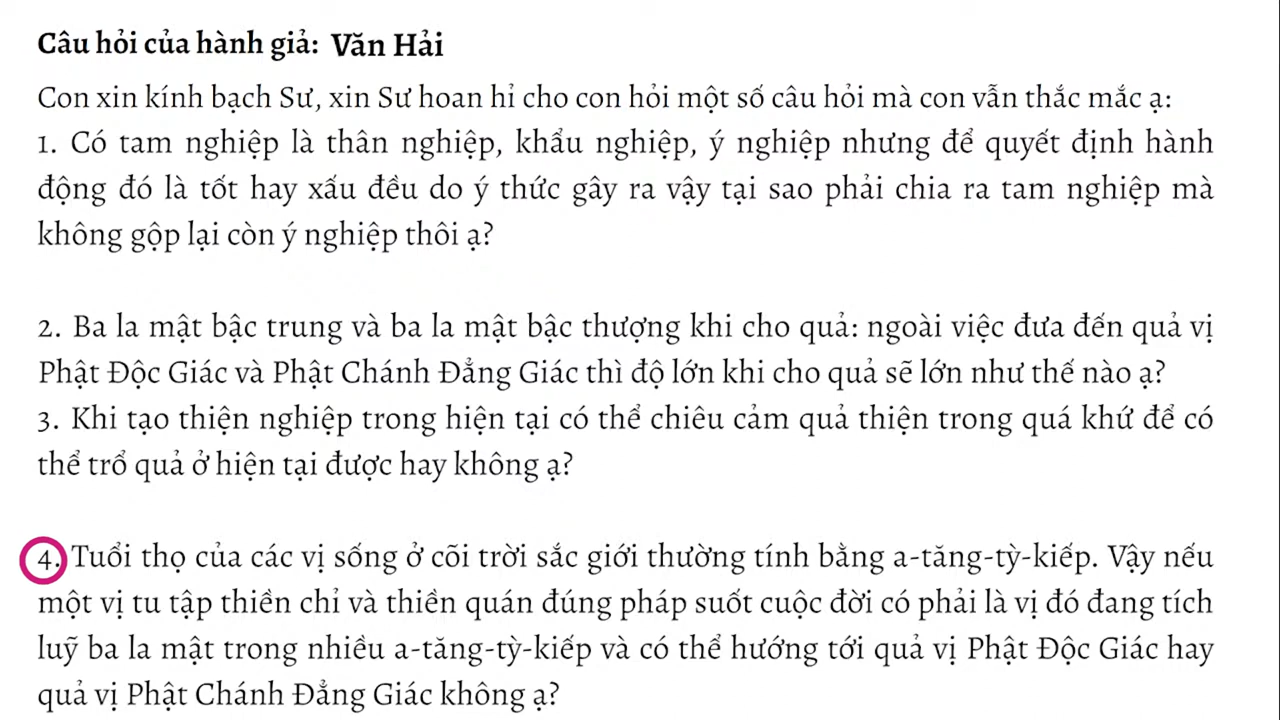 Câu hỏi của hành giả: Văn Hải
Con xin kính bạch Sư, xin Sư hoan hỉ cho con hỏi một số câu hỏi mà con vẫn thắc mắc ạ:
1. Có tam nghiệp là thân nghiệp, khẩu nghiệp, ý nghiệp nhưng để quyết định hành
động đó là tốt hay xấu đều do ý thức gây ra vậy tại sao phải chia ra tam nghiệp mà
không gộp lại còn ý nghiệp thôi ạ?
2. Ba la mật bậc trung và ba la mật bậc thượng khi cho quả: ngoài việc đưa đến quả vị
Phật Độc Giác và Phật Chánh Đẳng Giác thì độ lớn khi cho quả sẽ lớn như thế nào ạ?
3. Khi tạo thiện nghiệp trong hiện tại có thể chiêu cảm quả thiện trong quá khứ để có
thể trổ quả ở hiện tại được hay không ạ?
4. Tuổi thọ của các vị sống ở cõi trời sắc giới thường tính bằng a-tăng-tỳ-kiếp. Vậy nếu
một vị tu tập thiền chỉ và thiền quán đúng pháp suốt cuộc đời có phải là vị đó đang tích
luỹ ba la mật trong nhiều a-tăng-tỳ-kiếp và có thể hướng tới quả vị Phật Độc Giác hay
quả vị Phật Chánh Đẳng Giác không ạ?